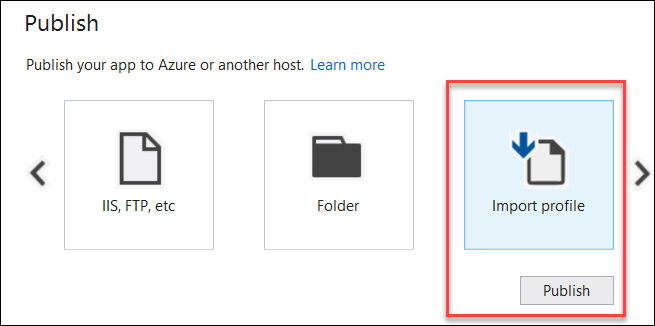 Publish
Publish your app to Azure or another host. Learn more
IIS, FTP, etc
Folder
Import profile
Publish